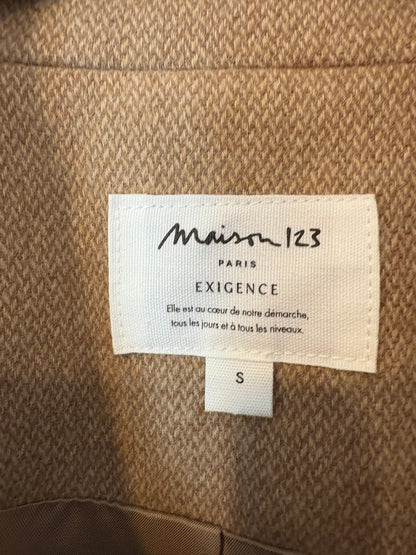 Maison 123
PARIS
EXIGENCE
Elle est au cœur de notre démarche,
tous les jours et à tous les niveaux.
S